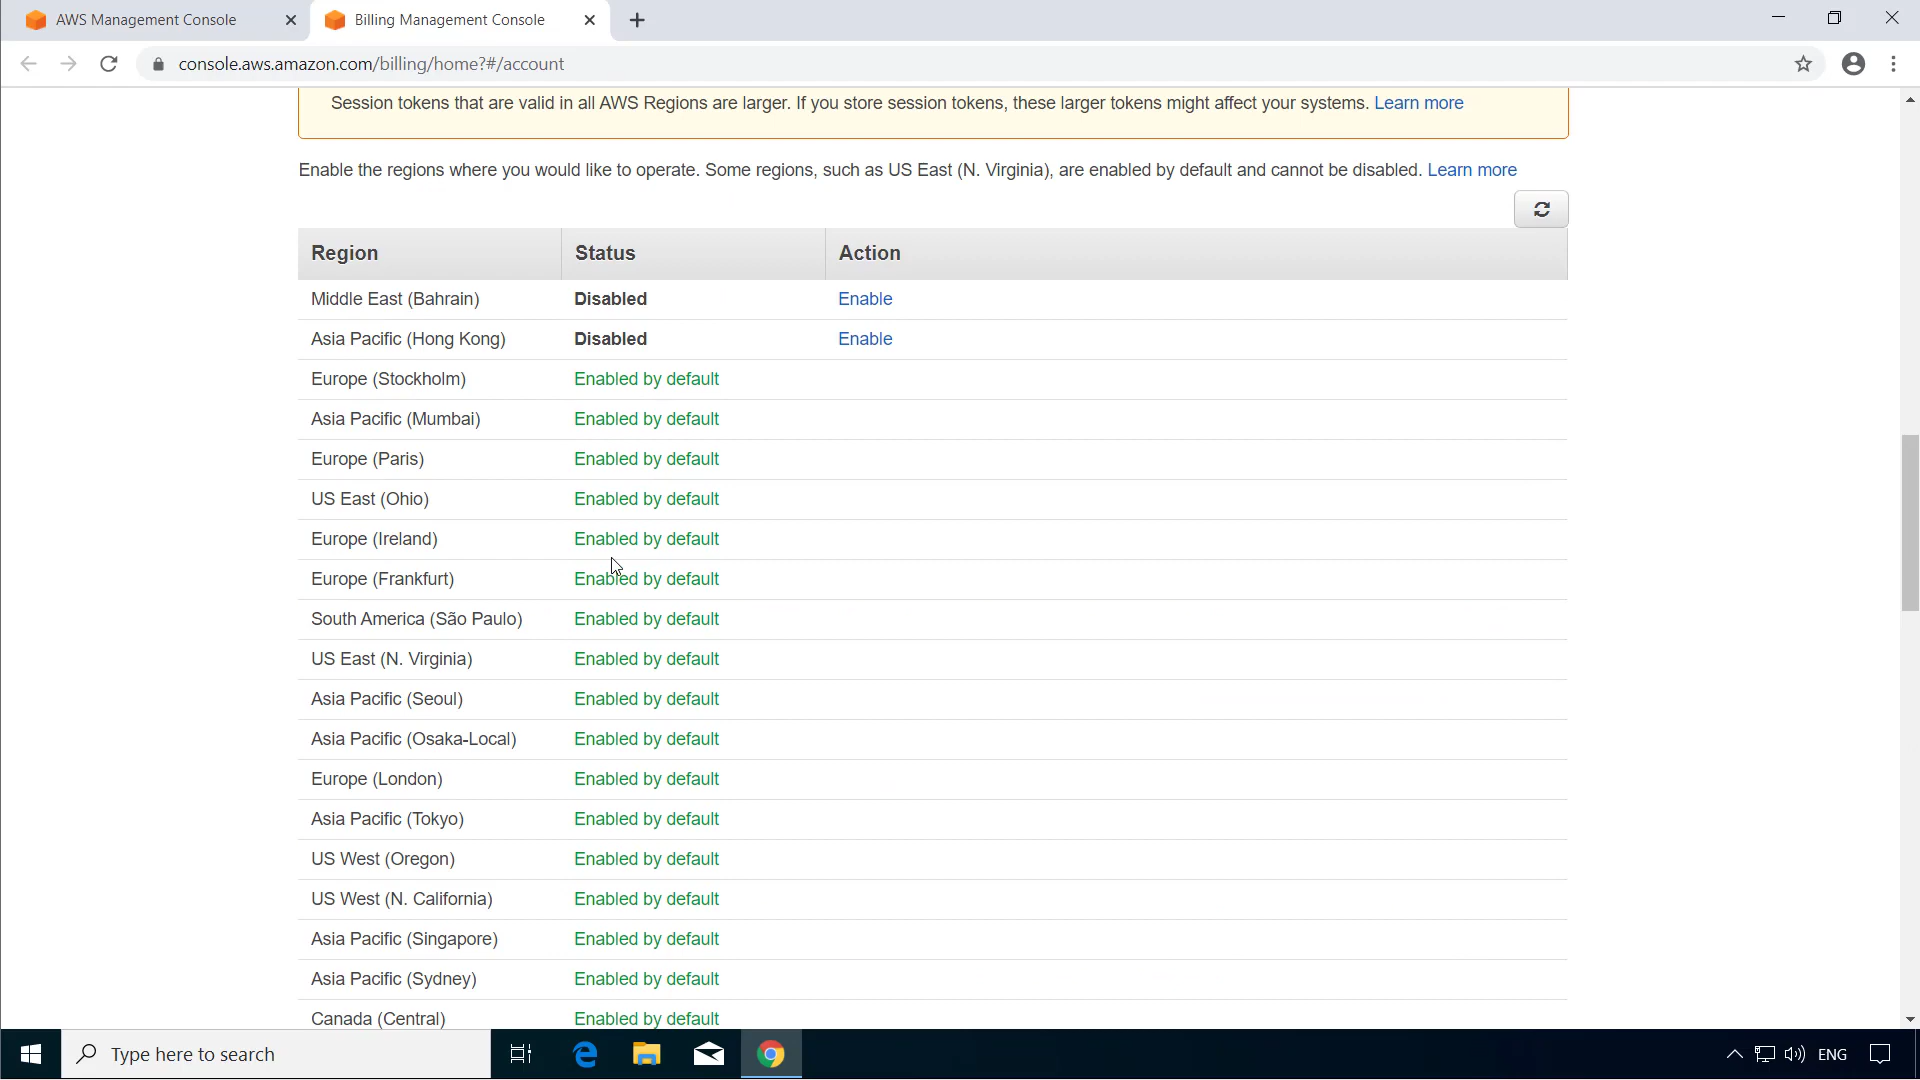 AWS Management Console
Billing Management Console
console.aws.amazon.com/billing/home?#/account
Session tokens that are valid in all AWS Regions are larger. If you store session tokens, these larger tokens might affect your systems. Learn more
Enable the regions where you would like to operate. Some regions, such as US East (N. Virginia), are enabled by default and cannot be disabled. Learn more
Region Status Action
Middle East (Bahrain) Disabled Enable
Asia Pacific (Hong Kong) Disabled Enable
Europe (Stockholm) Enabled by default
Asia Pacific (Mumbai) Enabled by default
Europe (Paris) Enabled by default
US East (Ohio) Enabled by default
Europe (Ireland) Enabled by default
Europe (Frankfurt) Enabled by default
South America (São Paulo) Enabled by default
US East (N. Virginia) Enabled by default
Asia Pacific (Seoul) Enabled by default
Asia Pacific (Osaka-Local) Enabled by default
Europe (London) Enabled by default
Asia Pacific (Tokyo) Enabled by default
US West (Oregon) Enabled by default
US West (N. California) Enabled by default
Asia Pacific (Singapore) Enabled by default
Asia Pacific (Sydney) Enabled by default
Canada (Central) Enabled by default
Type here to search
ENG